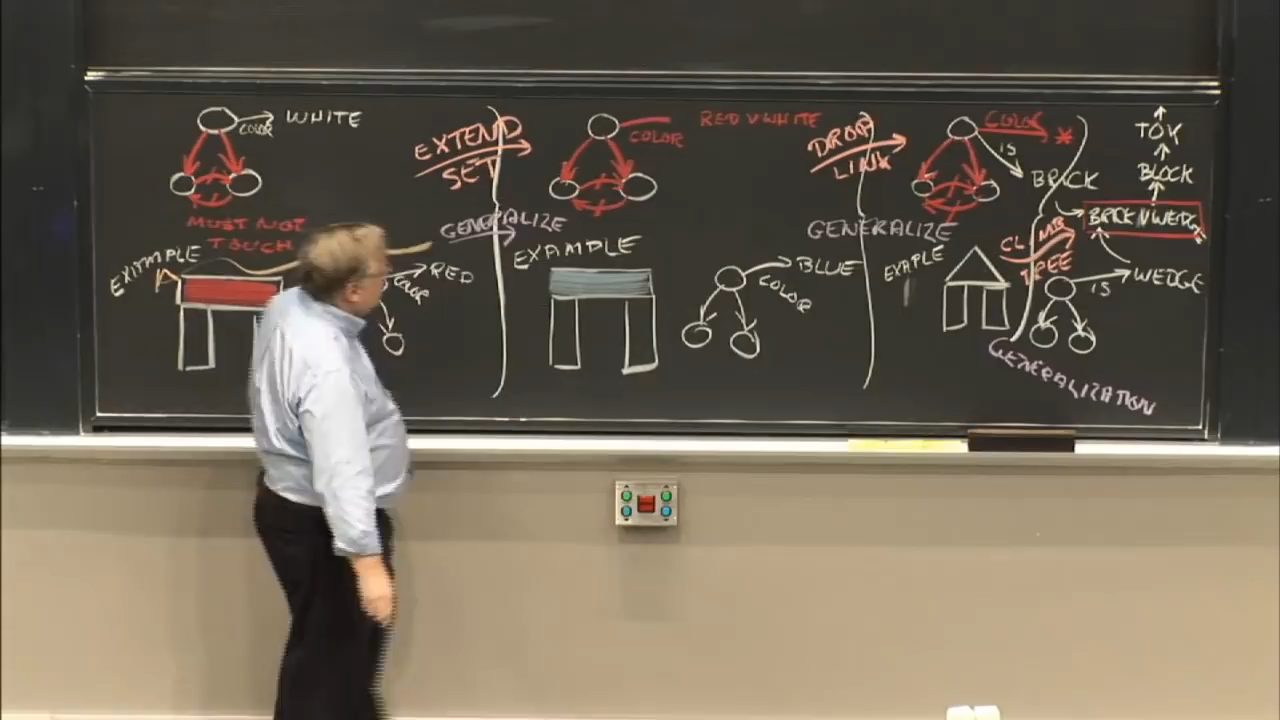 COLOR WHITE
MUST NOT
TOUCH
EXAMPLE
COLOR RED
EXTEND
SET
GENERALIZE
RED V WHITE
COLOR
EXAMPLE
BLUE
COLOR
DROP
LINK
GENERALIZE
COLOR *
IS
BRICK
EXAPLE
CLIMB
TREE
TOY
BLOCK
BRICK V WEDGE
IS WEDGE
GENERALIZATION